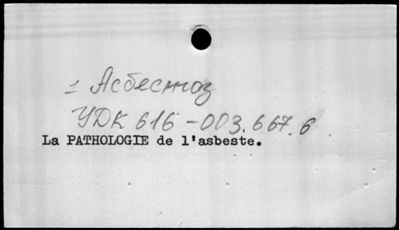 1 Асбестоз
УДК 616-003.667.6
La PATHOLOGIE de l'asbeste.